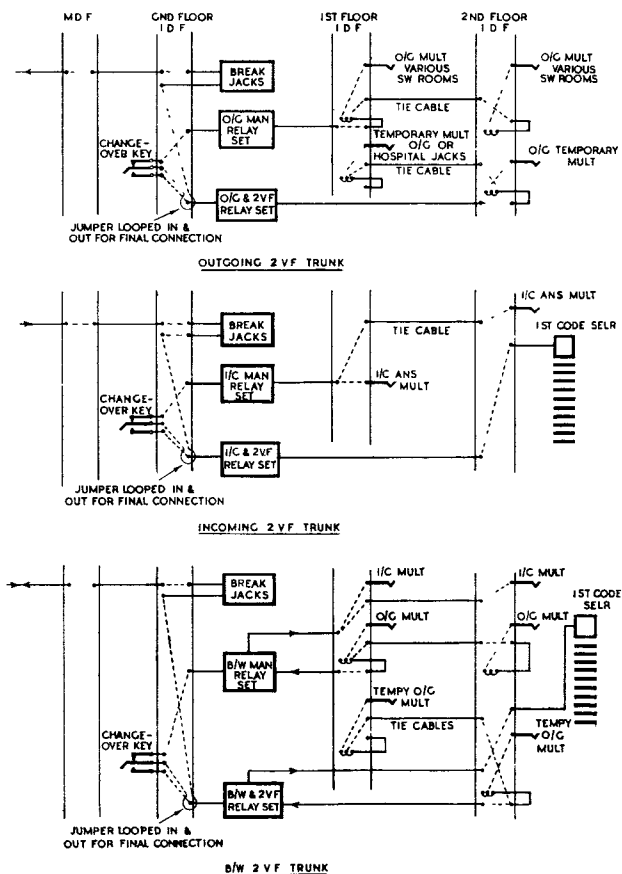 MDF
GND FLOOR
IDF
1ST FLOOR
IDF
2ND FLOOR
IDF
BREAK
JACKS
O/G MULT
VARIOUS
SW ROOMS
O/G MULT
VARIOUS
SW ROOMS
TIE CABLE
O/G MAN
RELAY
SET
CHANGE-
OVER KEY
TEMPORARY MULT
O/G OR
HOSPITAL JACKS
TIE CABLE
O/G TEMPORARY
MULT
O/G & 2VF
RELAY SET
JUMPER LOOPED IN &
OUT FOR FINAL CONNECTION
OUTGOING 2 VF TRUNK
I/C ANS MULT
BREAK
JACKS
TIE CABLE
1ST CODE SELR
I/C MAN
RELAY
SET
I/C ANS
MULT
CHANGE-
OVER KEY
I/C & 2VF
RELAY SET
JUMPER LOOPED IN &
OUT FOR FINAL CONNECTION
INCOMING 2 VF TRUNK
BREAK
JACKS
I/C MULT
I/C MULT
1ST CODE
SELR
O/G MULT
O/G MULT
B/W MAN
RELAY
SET
TEMPY O/G
MULT
TIE CABLES
TEMPY
O/G
MULT
CHANGE-
OVER KEY
B/W & 2VF
RELAY SET
JUMPER LOOPED IN &
OUT FOR FINAL CONNECTION
B/W 2 VF TRUNK